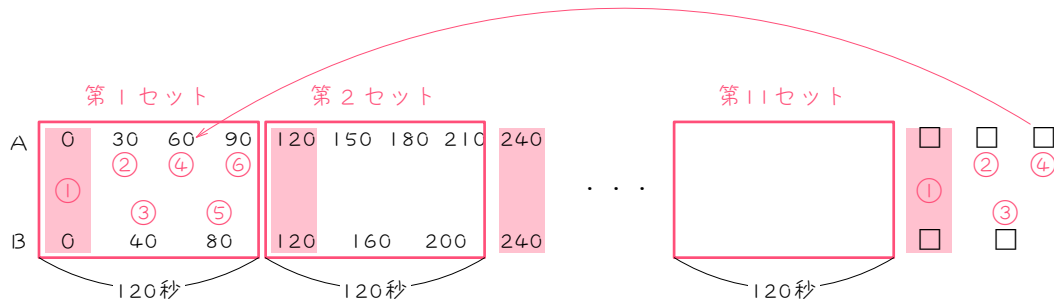 第1セット 第2セット 第11セット
A 0 30 60 90 120 150 180 210 240 □ □ □
② ④ ⑥ ② ④
① ・・・ ①
③ ⑤ ③
B 0 40 80 120 160 200 240 □ □
120秒 120秒 120秒